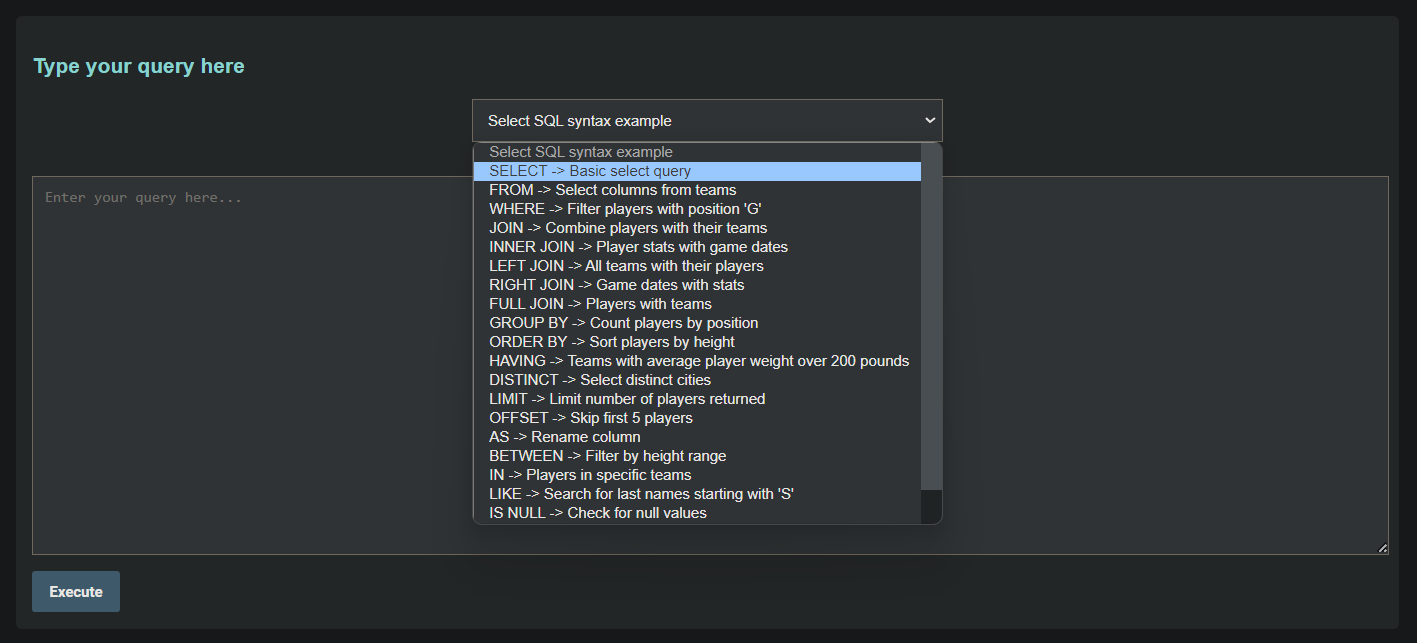 Type your query here
Select SQL syntax example
Select SQL syntax example
SELECT -> Basic select query
FROM -> Select columns from teams
Enter your query here...
WHERE -> Filter players with position 'G'
JOIN -> Combine players with their teams
INNER JOIN -> Player stats with game dates
LEFT JOIN -> All teams with their players
RIGHT JOIN -> Game dates with stats
FULL JOIN -> Players with teams
GROUP BY -> Count players by position
ORDER BY -> Sort players by height
HAVING -> Teams with average player weight over 200 pounds
DISTINCT -> Select distinct cities
LIMIT -> Limit number of players returned
OFFSET -> Skip first 5 players
AS -> Rename column
BETWEEN -> Filter by height range
IN -> Players in specific teams
LIKE -> Search for last names starting with 'S'
IS NULL -> Check for null values
Execute